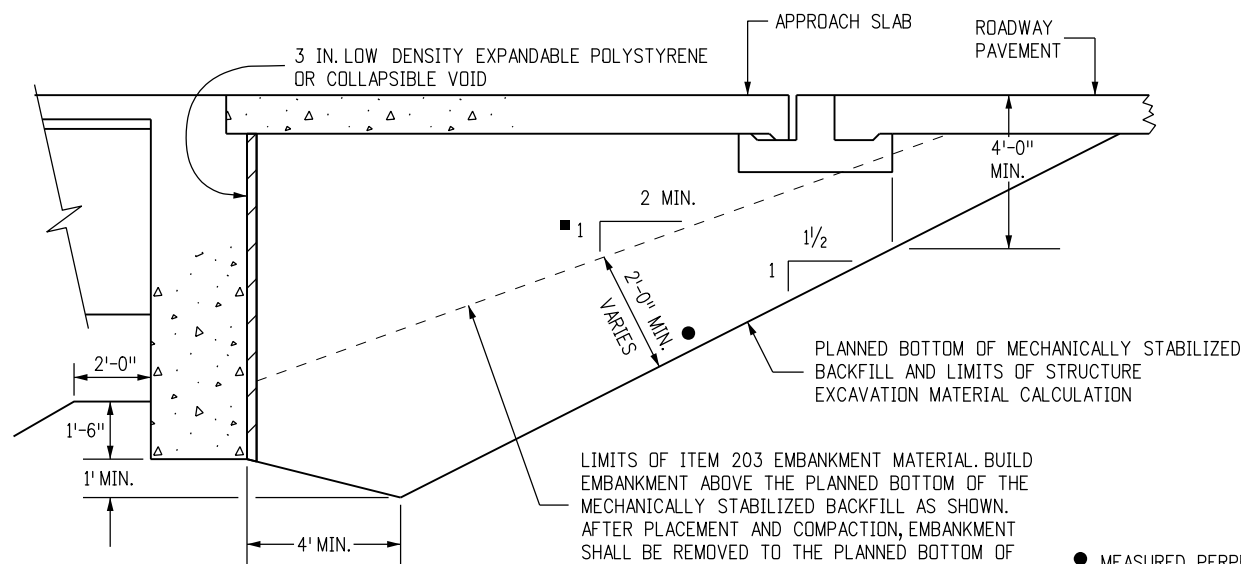 APPROACH SLAB
ROADWAY
PAVEMENT
3 IN. LOW DENSITY EXPANDABLE POLYSTYRENE
OR COLLAPSIBLE VOID
4'-0"
MIN.
2 MIN.
■ 1
1½
1
2'-0" MIN.
VARIES
●
PLANNED BOTTOM OF MECHANICALLY STABILIZED
BACKFILL AND LIMITS OF STRUCTURE
EXCAVATION MATERIAL CALCULATION
2'-0"
1'-6"
1' MIN.
4' MIN.
LIMITS OF ITEM 203 EMBANKMENT MATERIAL. BUILD
EMBANKMENT ABOVE THE PLANNED BOTTOM OF THE
MECHANICALLY STABILIZED BACKFILL AS SHOWN.
AFTER PLACEMENT AND COMPACTION, EMBANKMENT
SHALL BE REMOVED TO THE PLANNED BOTTOM OF
● MEASURED